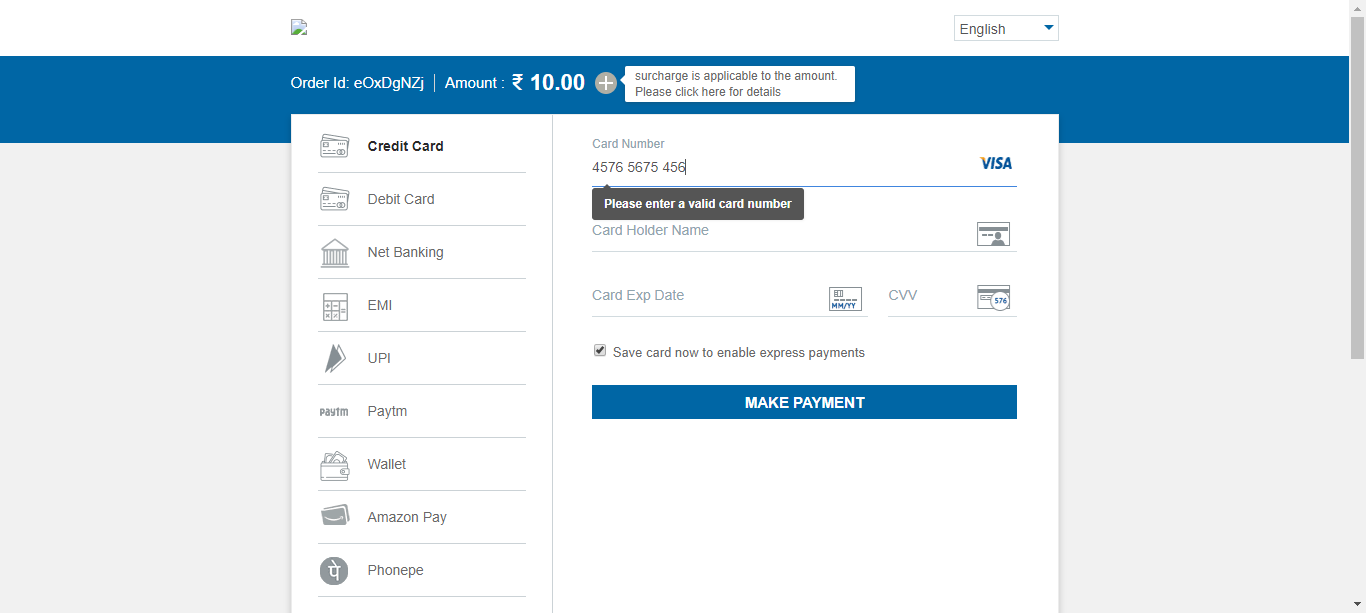 English
Order Id: eOxDgNZj
Amount : ₹ 10.00
surcharge is applicable to the amount.
Please click here for details
Credit Card
Debit Card
Net Banking
EMI
UPI
Paytm
Paytm
Wallet
Amazon Pay
पे
Phonepe
Card Number
4576 5675 456
VISA
Please enter a valid card number
Card Holder Name
Card Exp Date
MM/YY
CVV
576
Save card now to enable express payments
MAKE PAYMENT